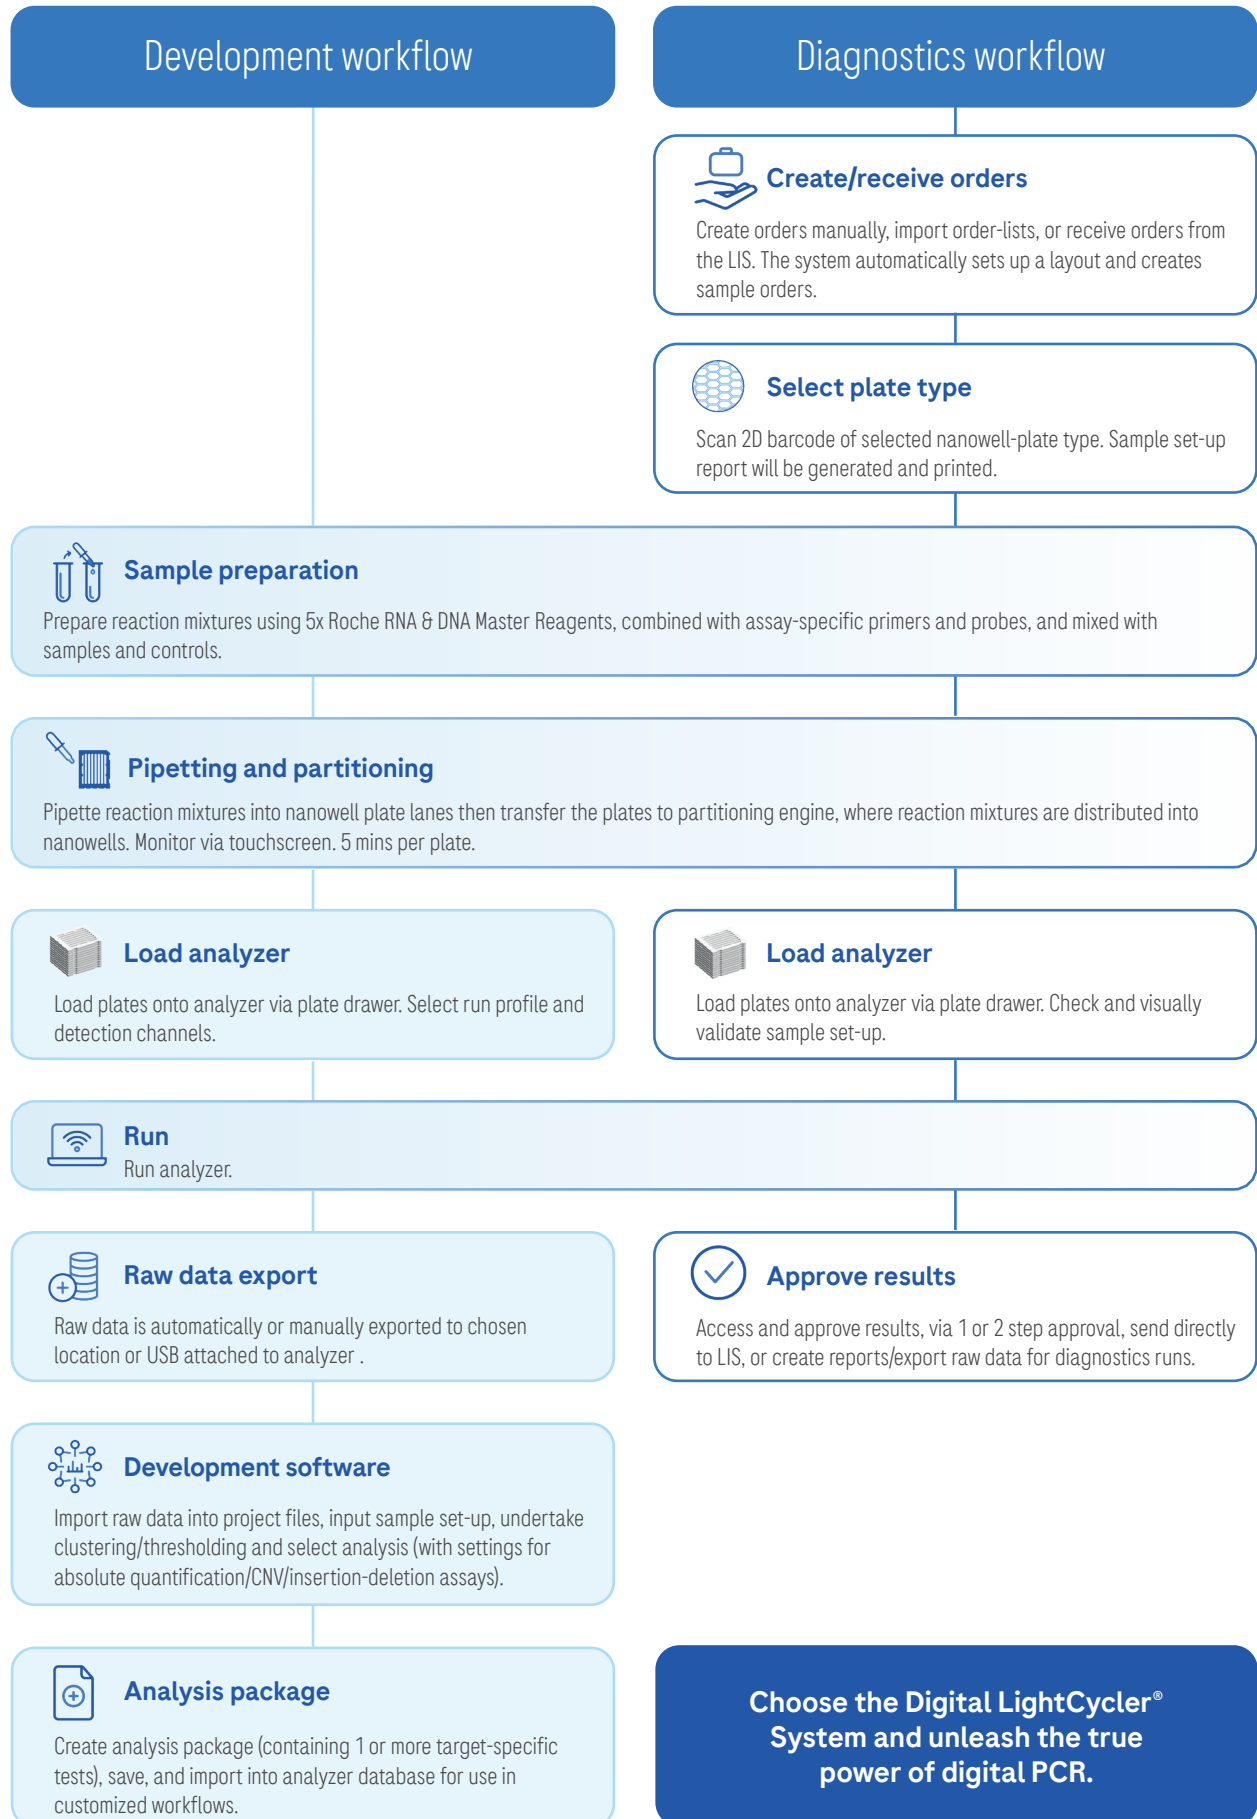 Development workflow
Diagnostics workflow
Create/receive orders
Create orders manually, import order-lists, or receive orders from
the LIS. The system automatically sets up a layout and creates
sample orders.
Select plate type
Scan 2D barcode of selected nanowell-plate type. Sample set-up
report will be generated and printed.
Sample preparation
Prepare reaction mixtures using 5x Roche RNA & DNA Master Reagents, combined with assay-specific primers and probes, and mixed with
samples and controls.
Pipetting and partitioning
Pipette reaction mixtures into nanowell plate lanes then transfer the plates to partitioning engine, where reaction mixtures are distributed into
nanowells. Monitor via touchscreen. 5 mins per plate.
Load analyzer
Load plates onto analyzer via plate drawer. Select run profile and
detection channels.
Load analyzer
Load plates onto analyzer via plate drawer. Check and visually
validate sample set-up.
Run
Run analyzer.
Raw data export
Raw data is automatically or manually exported to chosen
location or USB attached to analyzer .
Approve results
Access and approve results, via 1 or 2 step approval, send directly
to LIS, or create reports/export raw data for diagnostics runs.
Development software
Import raw data into project files, input sample set-up, undertake
clustering/thresholding and select analysis (with settings for
absolute quantification/CNV/insertion-deletion assays).
Analysis package
Create analysis package (containing 1 or more target-specific
tests), save, and import into analyzer database for use in
customized workflows.
Choose the Digital LightCycler®
System and unleash the true
power of digital PCR.